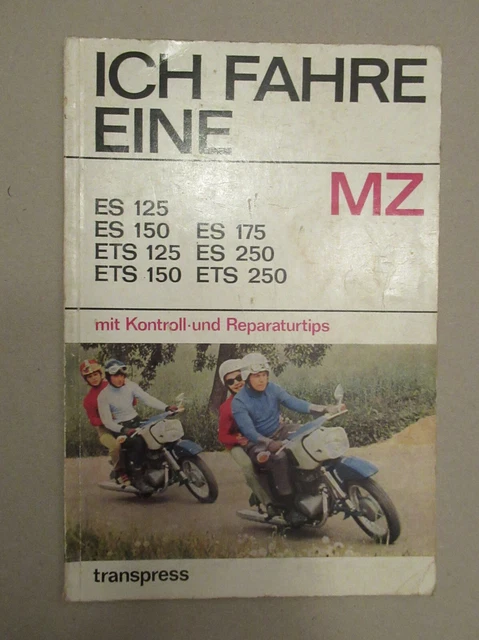 ICH FAHRE
EINE
MZ
ES 125
ES 150 ES 175
ETS 125 ES 250
ETS 150 ETS 250
mit Kontroll-und Reparaturtips
transpress